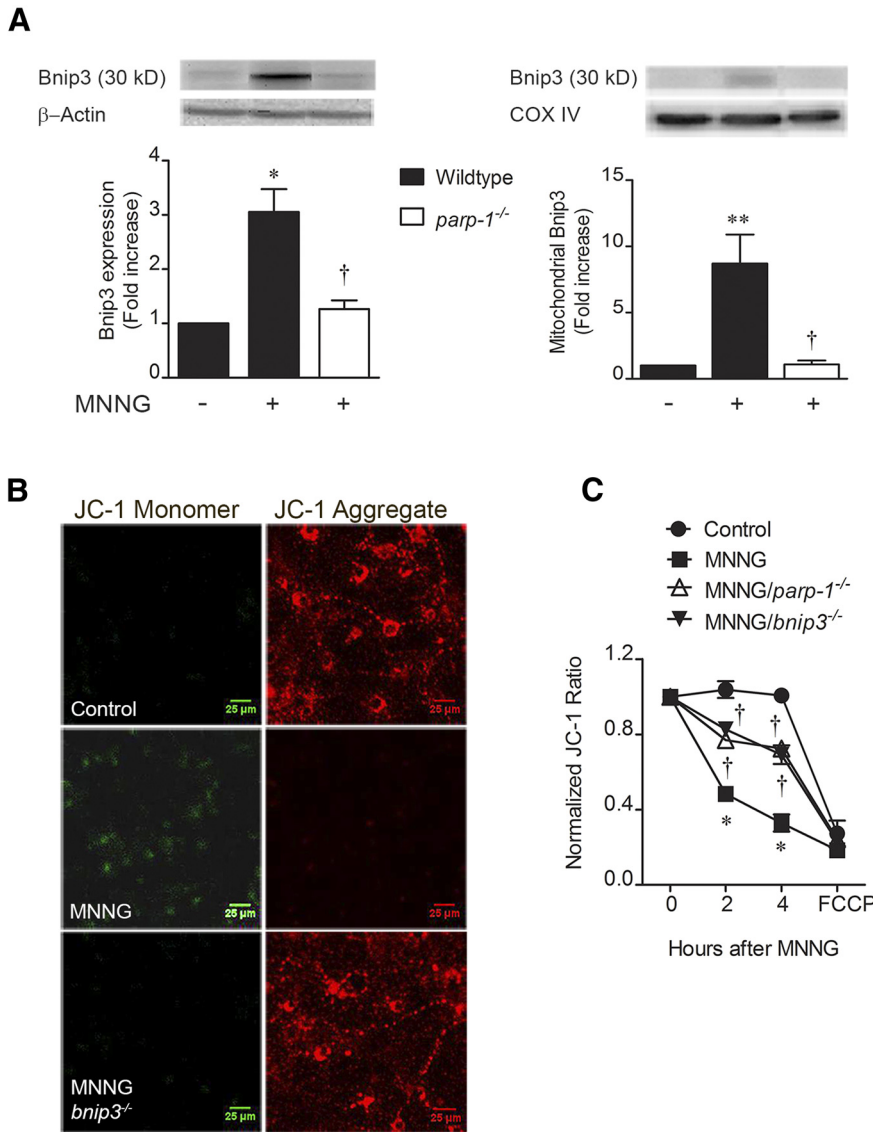 A
Bnip3 (30 kD)
β–Actin
Bnip3 expression
(Fold increase)
4
3
2
1
0
*
†
MNNG - + +
Wildtype
parp-1-/-
Bnip3 (30 kD)
COX IV
Mitochondrial Bnip3
(Fold increase)
15
10
5
0
**
†
- + +
B
JC-1 Monomer JC-1 Aggregate
Control
25 µm
25 µm
MNNG
25 µm
25 µm
MNNG
bnip3-/-
25 µm
25 µm
C
Control
MNNG
MNNG/parp-1-/-
MNNG/bnip3-/-
Normalized JC-1 Ratio
1.2
0.8
0.4
0.0
† †
† †
* *
0 2 4 FCCP
Hours after MNNG